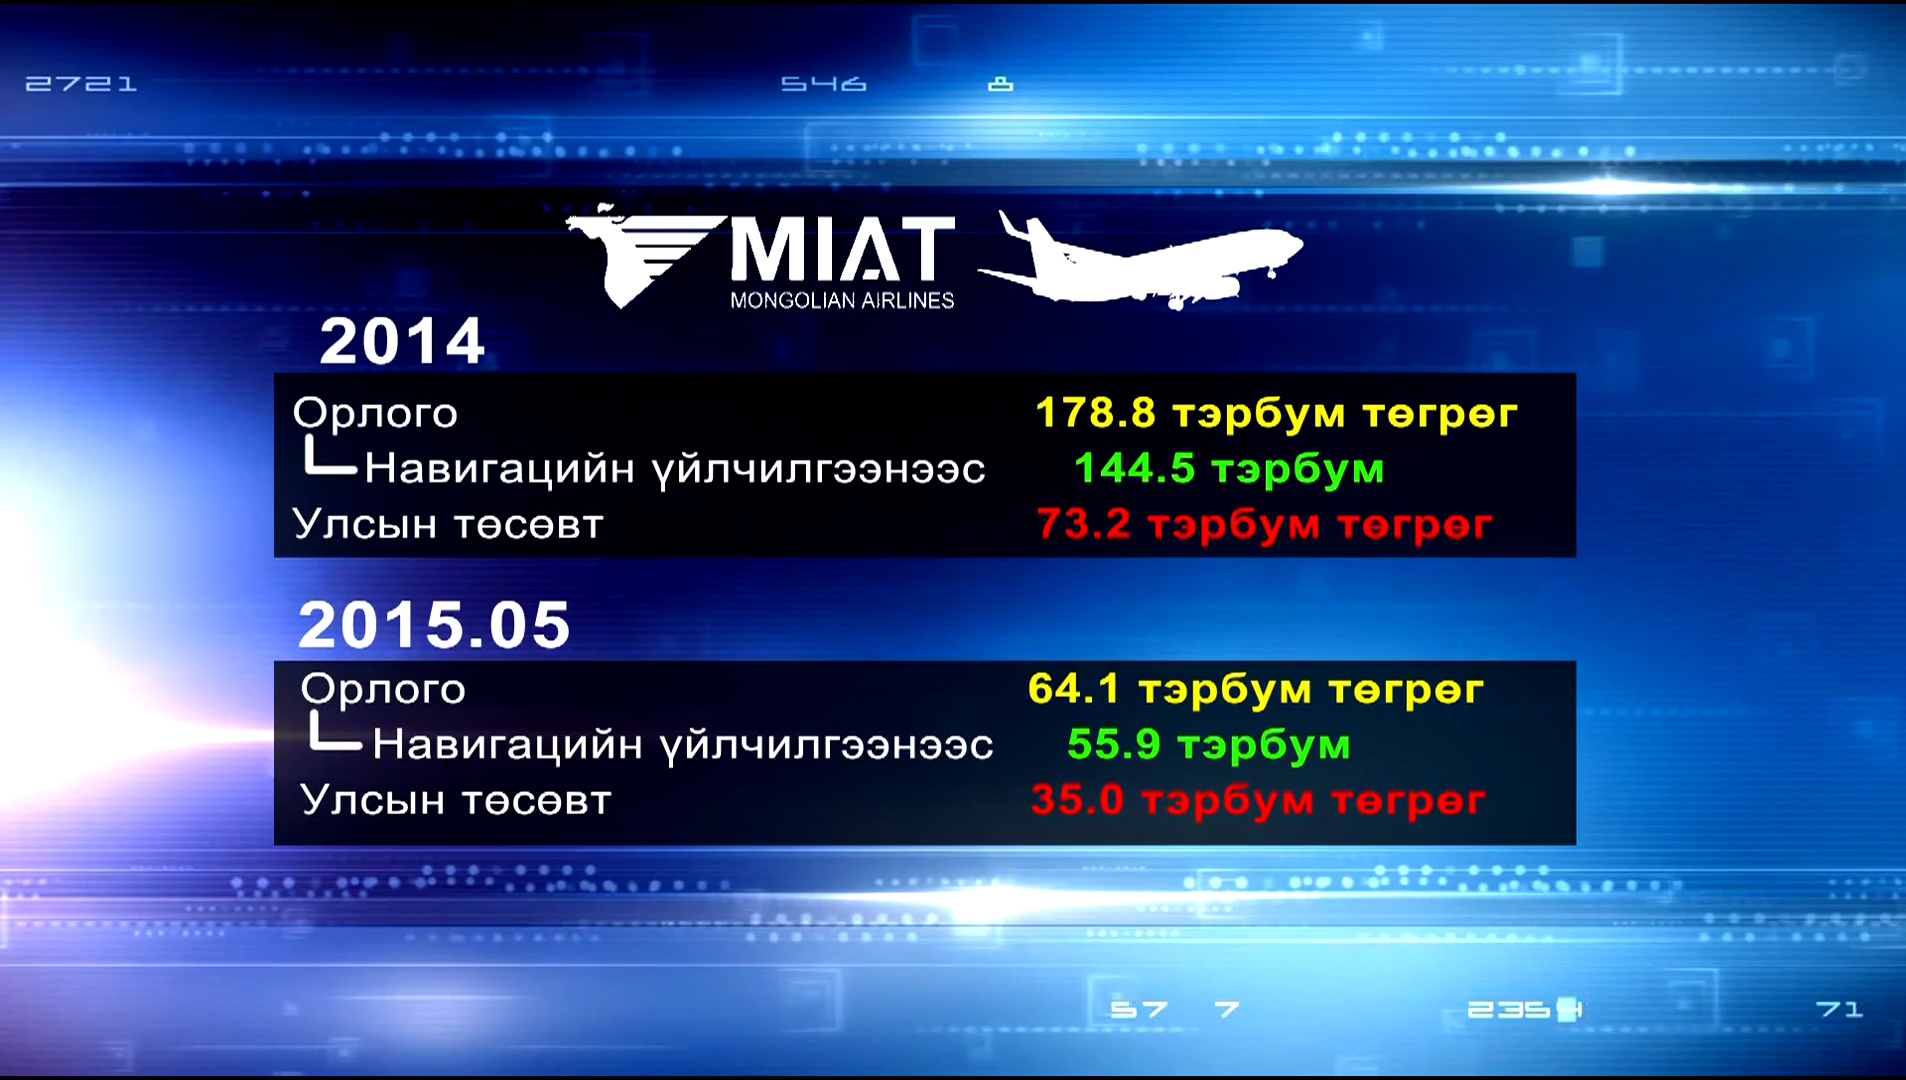 2721 546
MIAT
MONGOLIAN AIRLINES
2014
Орлого 178.8 тэрбум төгрөг
Навигацийн үйлчилгээнээс 144.5 тэрбум
Улсын төсөвт 73.2 тэрбум төгрөг
2015.05
Орлого 64.1 тэрбум төгрөг
Навигацийн үйлчилгээнээс 55.9 тэрбум
Улсын төсөвт 35.0 тэрбум төгрөг
57 7 71